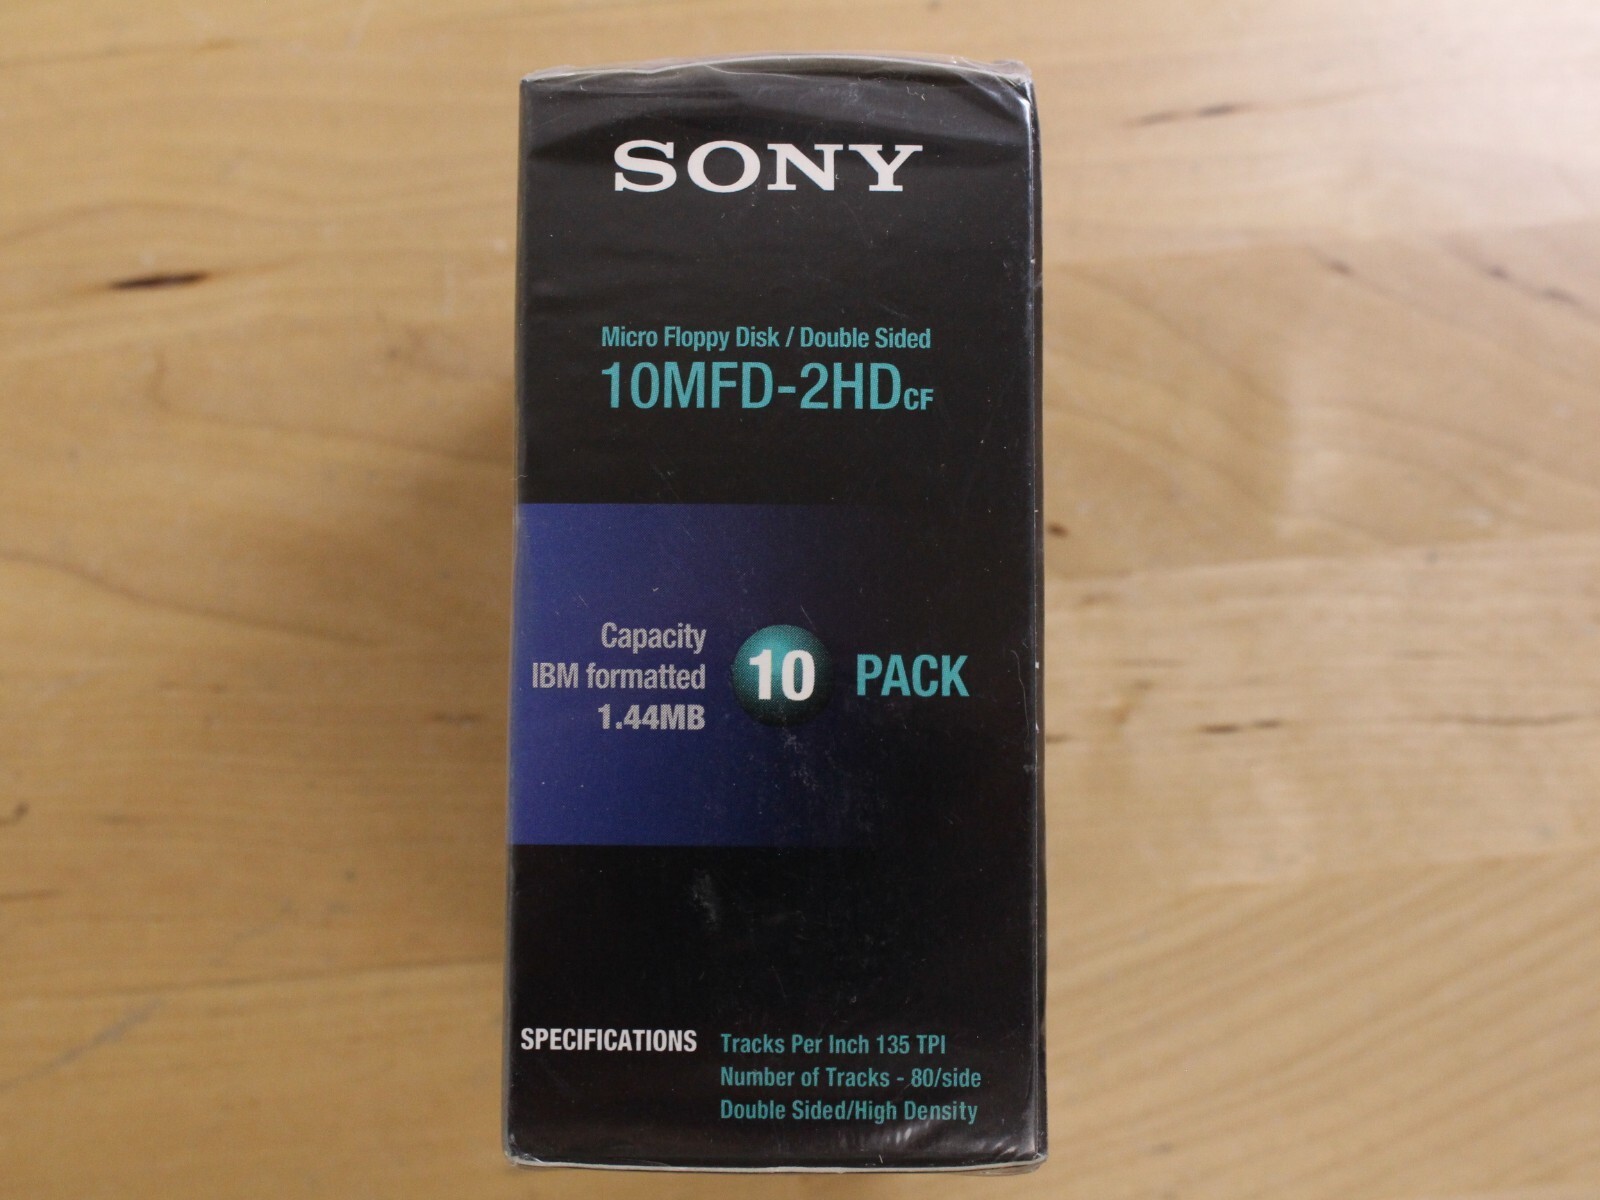 SONY
Micro Floppy Disk / Double Sided
10MFD-2HDCF
Capacity
IBM formatted
1.44MB
10 PACK
SPECIFICATIONS
Tracks Per Inch 135 TPI
Number of Tracks - 80/side
Double Sided/High Density